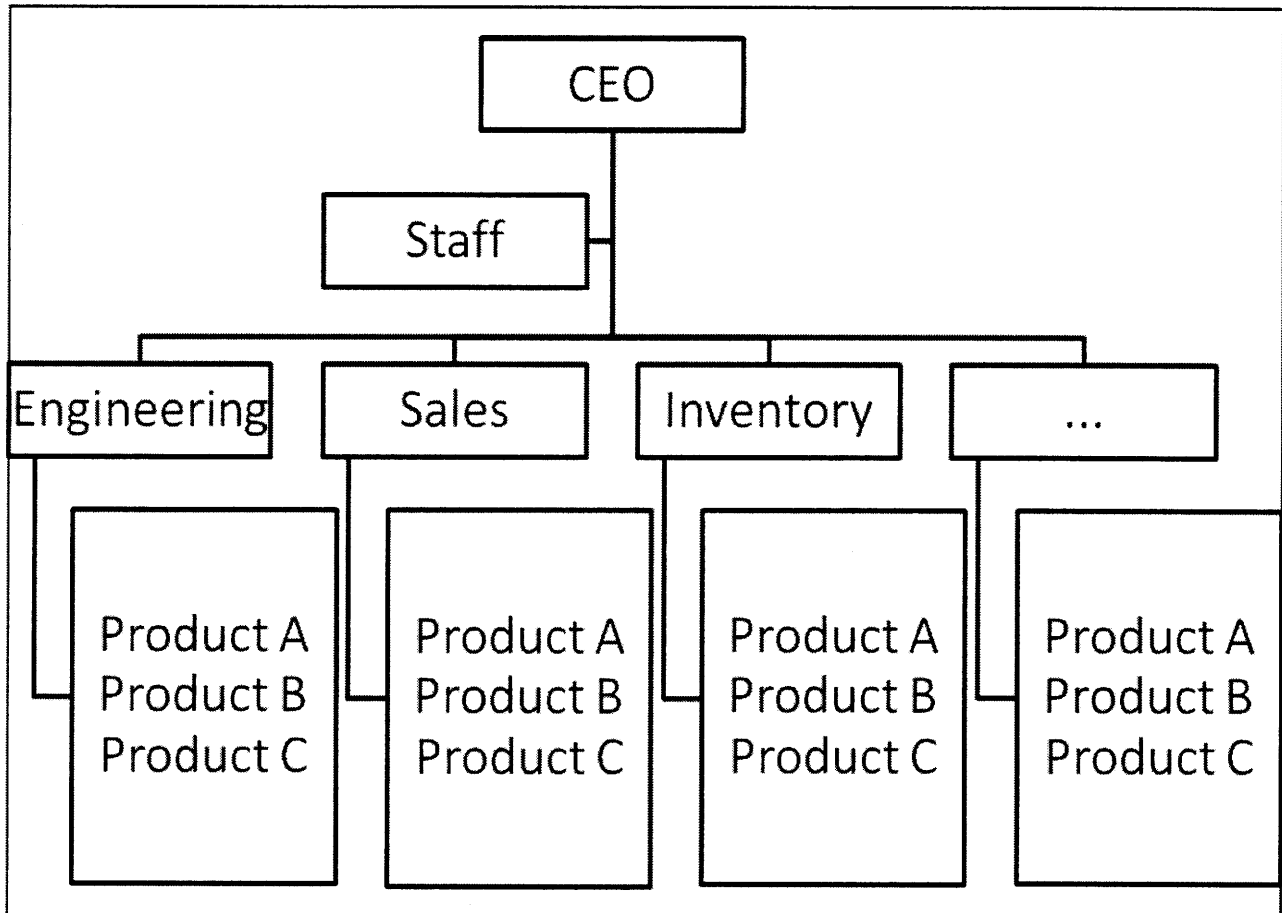 CEO
Staff
Engineering
Sales
Inventory
...
Product A
Product B
Product C
Product A
Product B
Product C
Product A
Product B
Product C
Product A
Product B
Product C